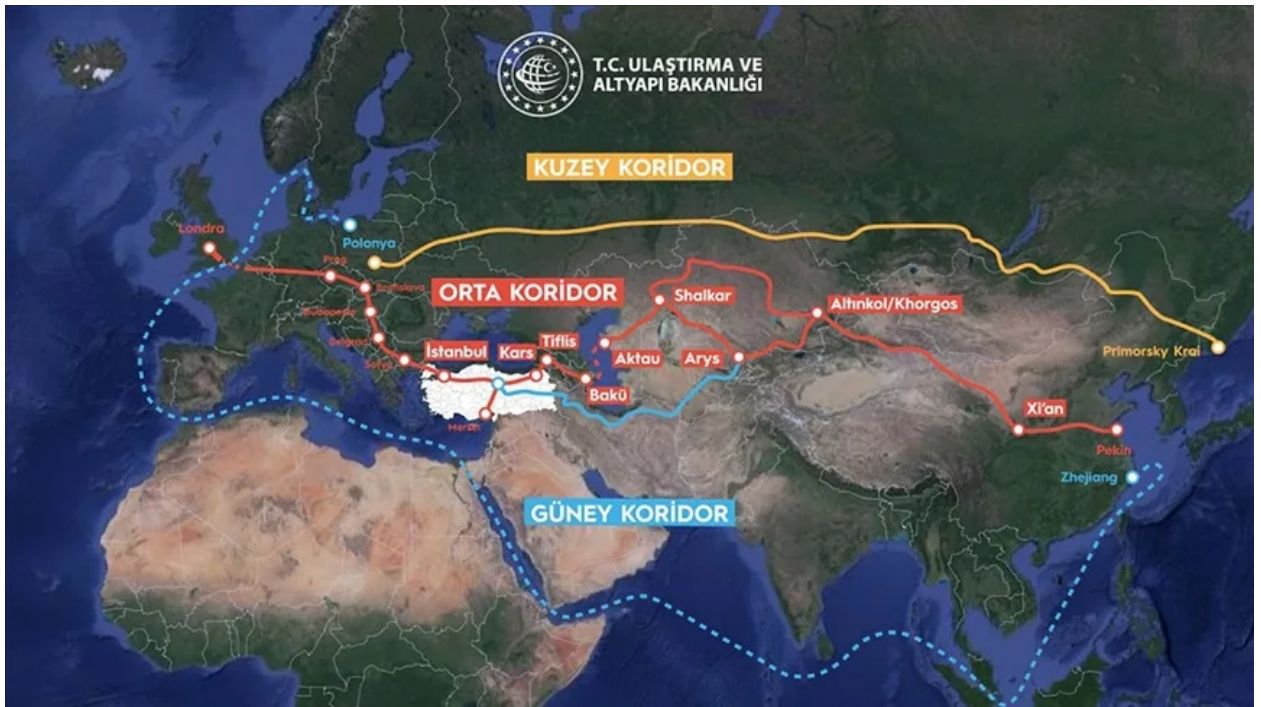 T.C. ULAŞTIRMA VE
ALTYAPI BAKANLIĞI
KUZEY KORİDOR
Londra
Polonya
Prag
Bratislava
ORTA KORİDOR
Shalkar
Altınkol/Khorgos
Budapeşte
Belgrad
Sofya
İstanbul
Kars
Tiflis
Aktau
Arys
Primorsky Krai
Bakü
Mersin
Xi'an
Pekin
Zhejiang
GÜNEY KORİDOR